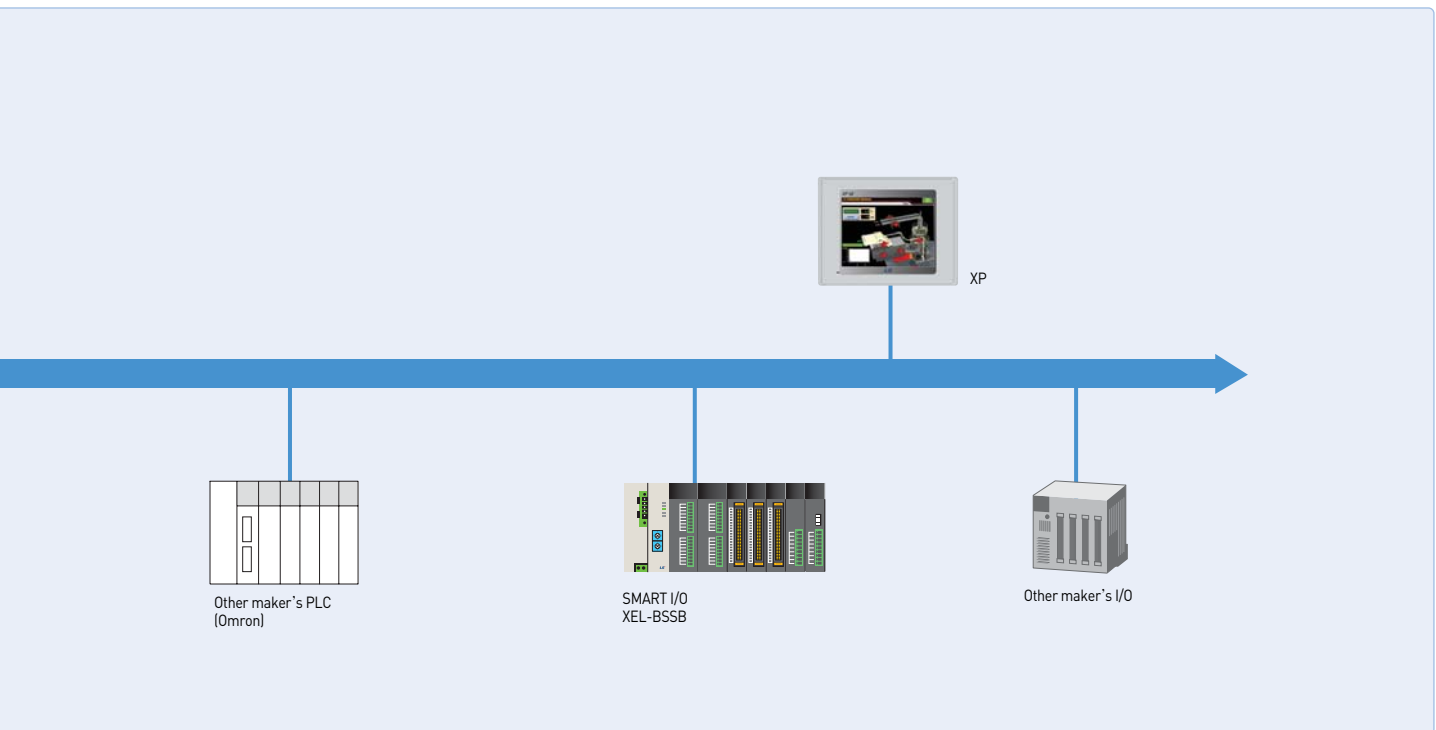 XP
Other maker's PLC
(Omron)
SMART I/O
XEL-BSSB
Other maker's I/O